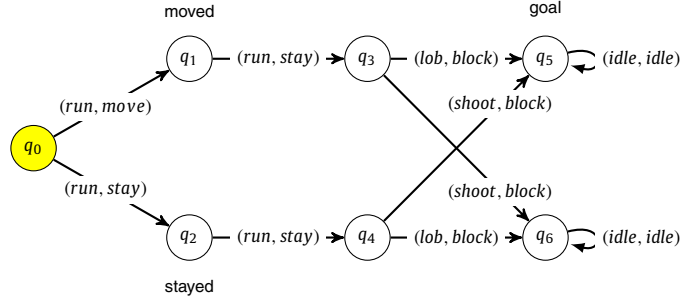 moved
goal
q1
(run, stay)
q3
(lob, block)
q5
(idle, idle)
(run, move)
(shoot, block)
q0
(run, stay)
(shoot, block)
q2
(run, stay)
q4
(lob, block)
q6
(idle, idle)
stayed